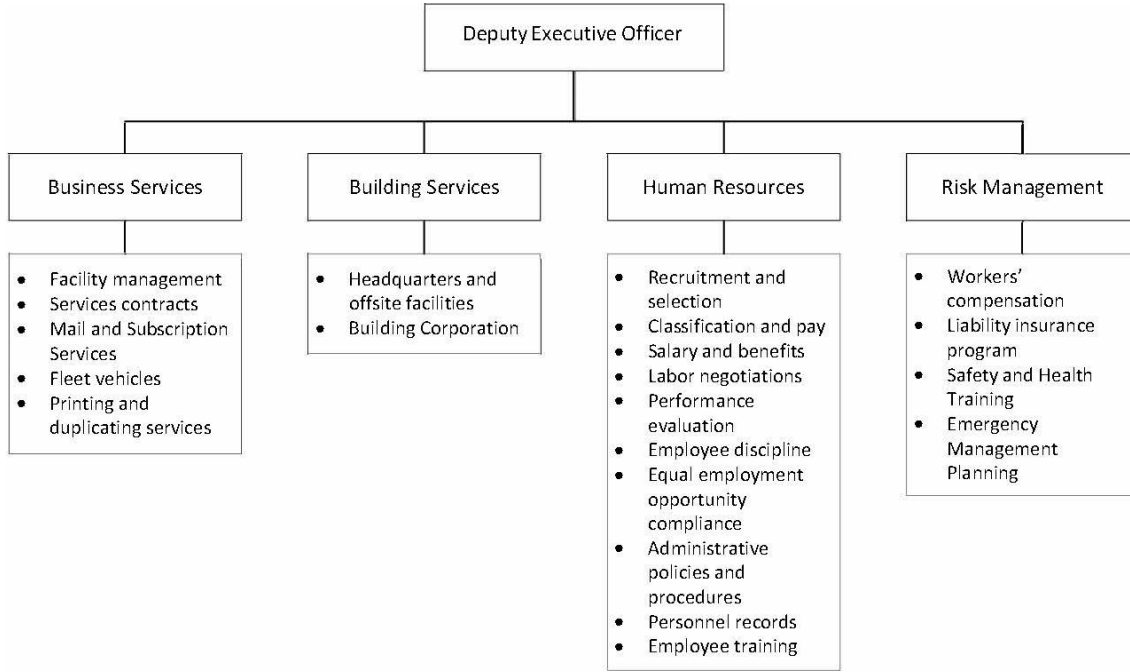 Deputy Executive Officer
Business Services
Building Services
Human Resources
Risk Management
• Facility management
• Services contracts
• Mail and Subscription
Services
• Fleet vehicles
• Printing and
duplicating services
• Headquarters and
offsite facilities
• Building Corporation
• Recruitment and
selection
• Classification and pay
• Salary and benefits
• Labor negotiations
• Performance
evaluation
• Employee discipline
• Equal employment
opportunity
compliance
• Administrative
policies and
procedures
• Personnel records
• Employee training
• Workers’
compensation
• Liability insurance
program
• Safety and Health
Training
• Emergency
Management
Planning